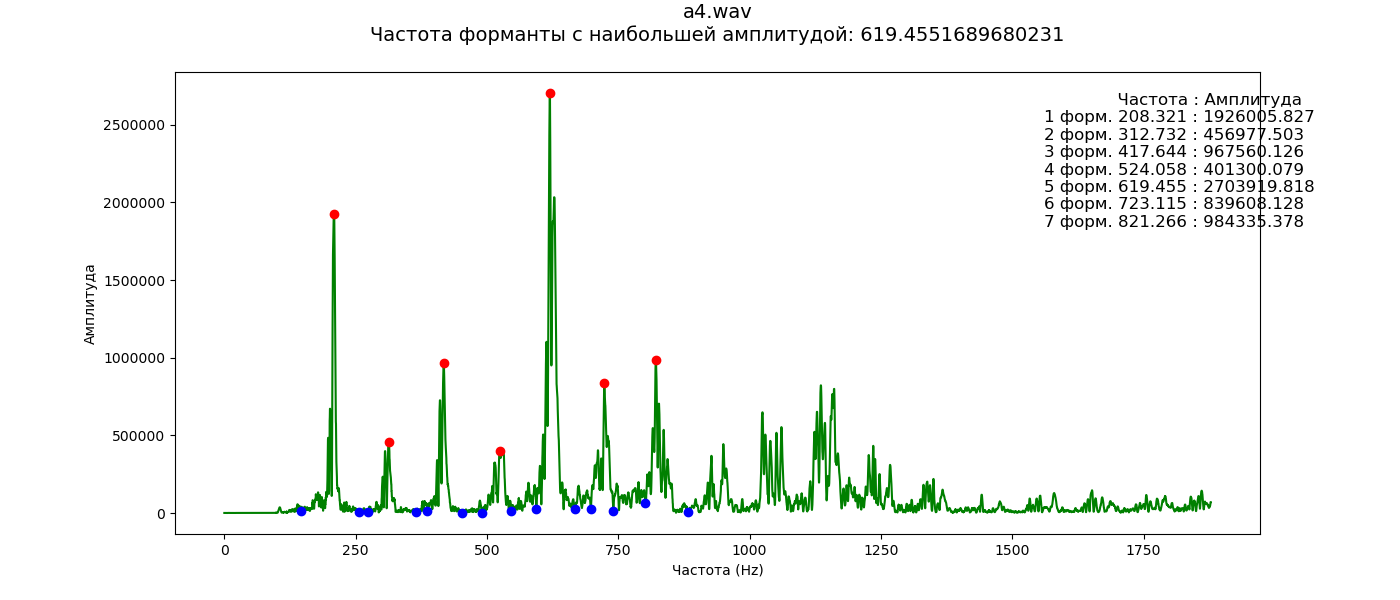 a4.wav
Частота форманты с наибольшей амплитудой: 619.4551689680231
Частота : Амплитуда
1 форм. 208.321 : 1926005.827
2 форм. 312.732 : 456977.503
3 форм. 417.644 : 967560.126
4 форм. 524.058 : 401300.079
5 форм. 619.455 : 2703919.818
6 форм. 723.115 : 839608.128
7 форм. 821.266 : 984335.378
2500000
2000000
1500000
1000000
500000
0
Амплитуда
0 250 500 750 1000 1250 1500 1750
Частота (Hz)